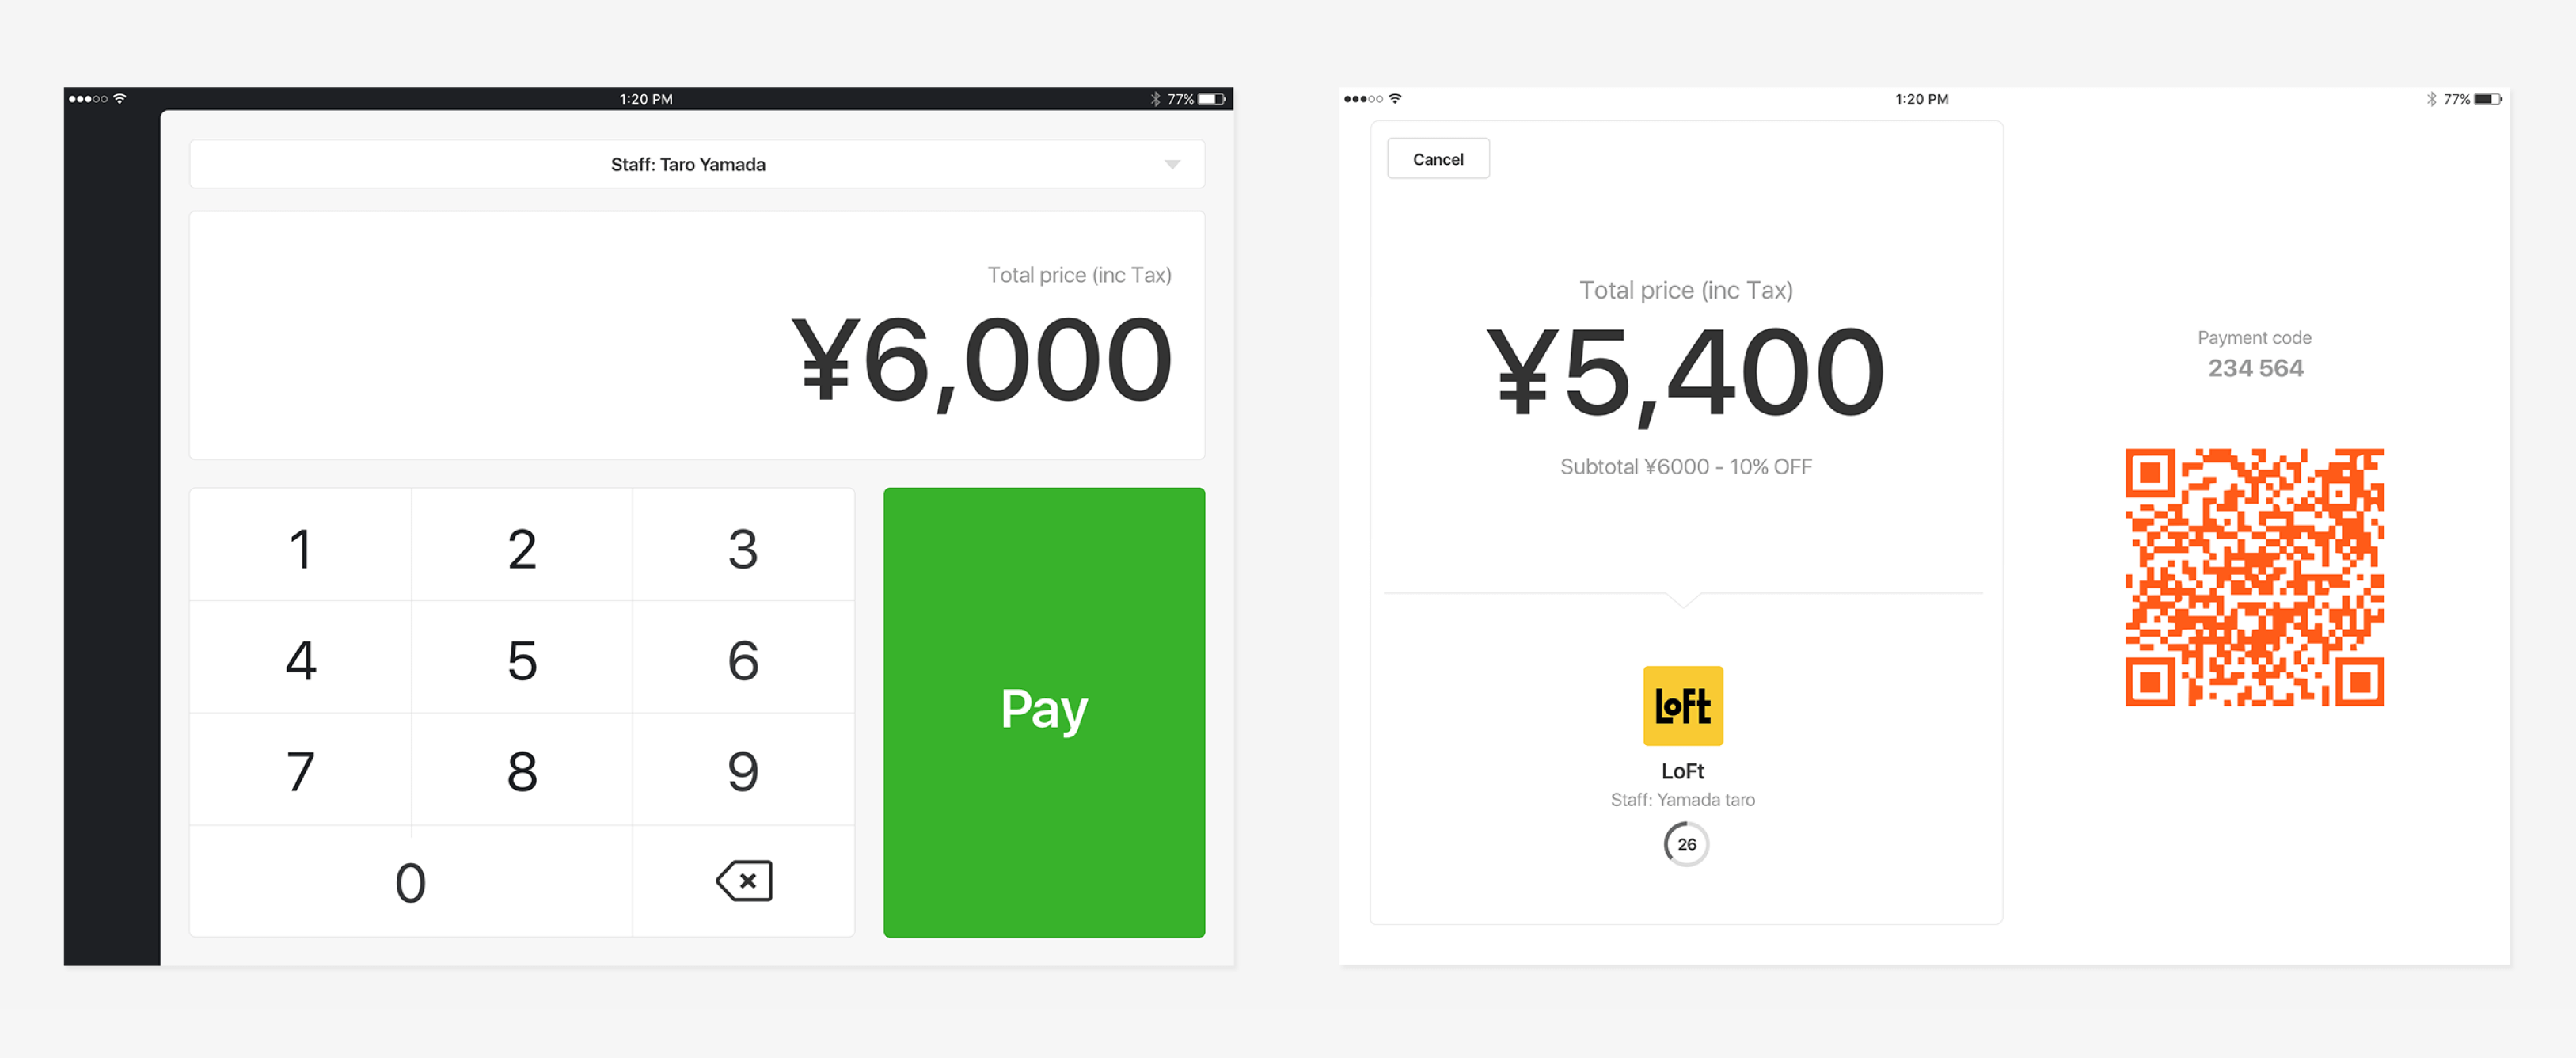 1:20 PM
77%
Staff: Taro Yamada
Total price (inc Tax)
¥6,000
1
2
3
4
5
6
7
8
9
0
Pay
1:20 PM
77%
Cancel
Total price (inc Tax)
¥5,400
Subtotal ¥6000 - 10% OFF
LoFt
LoFt
Staff: Yamada taro
26
Payment code
234 564